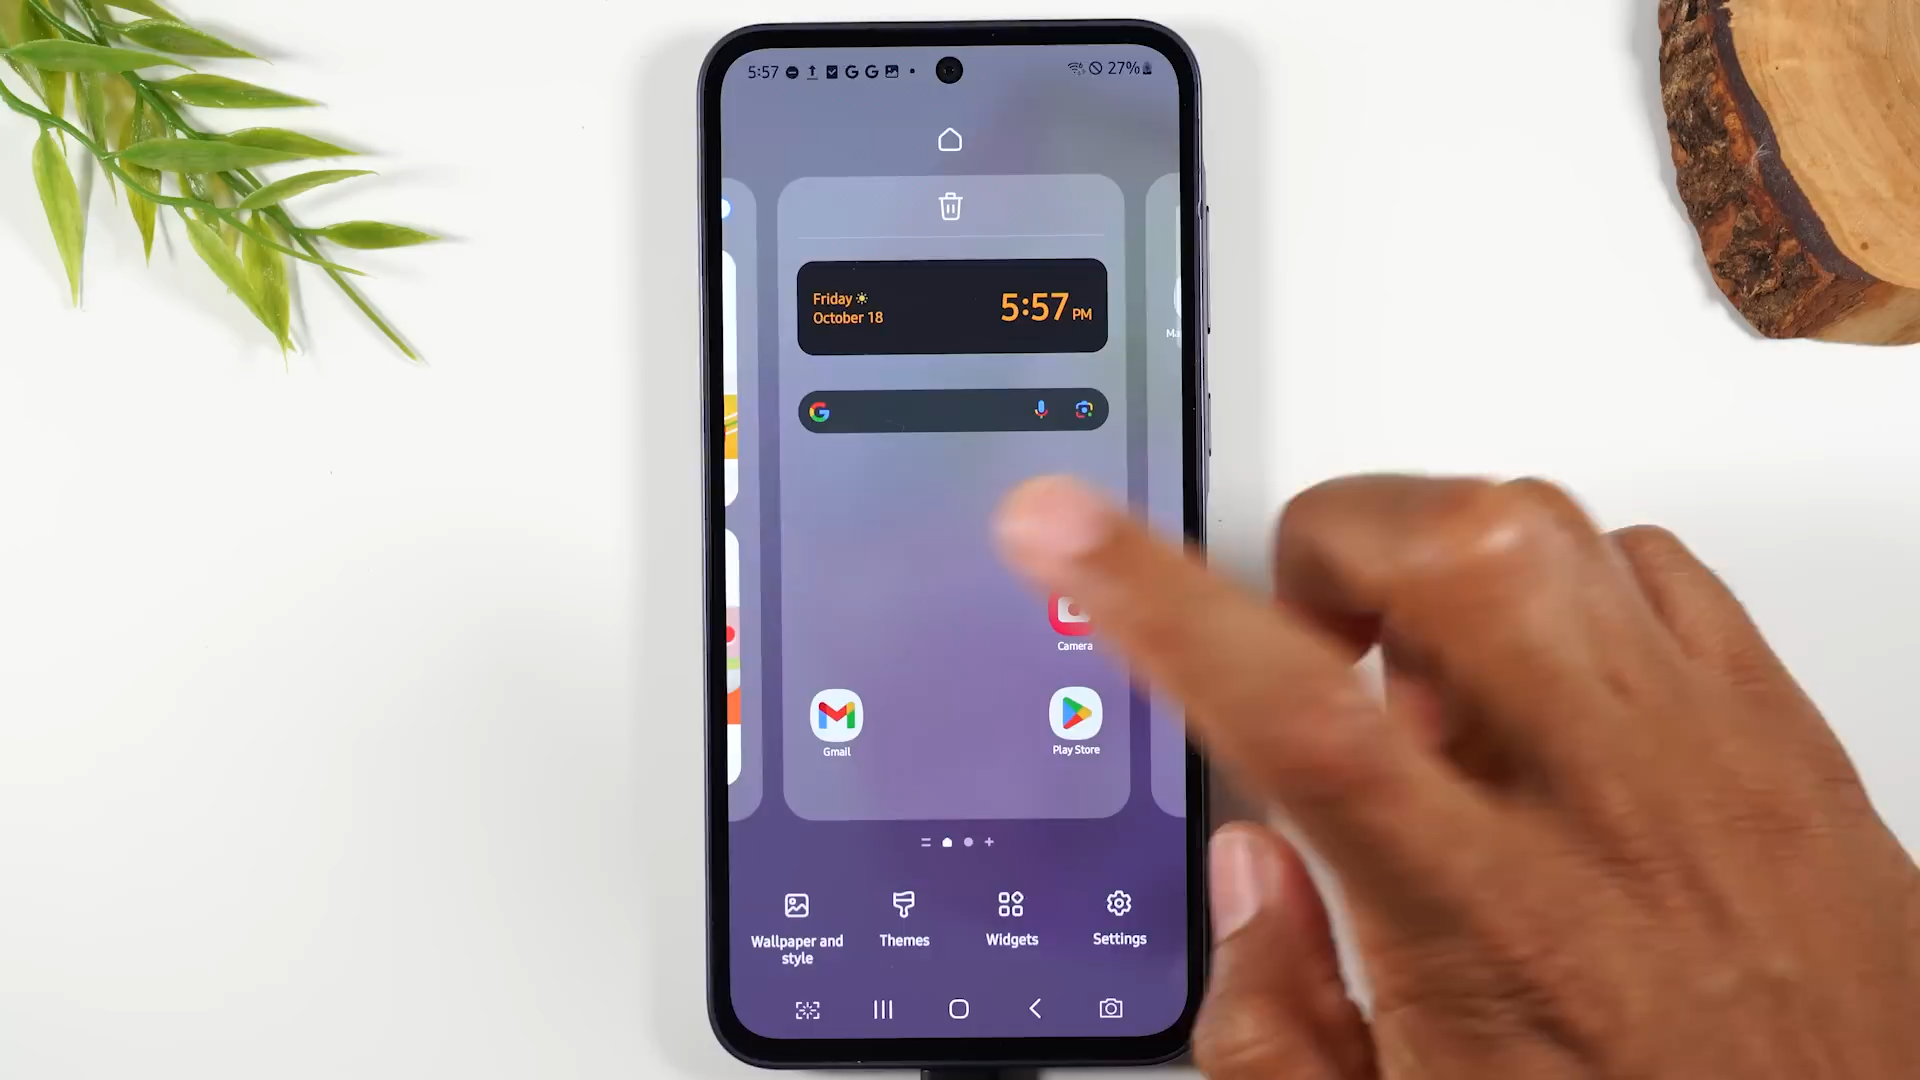 5:57
27%
Friday
October 18
5:57 PM
Ma
Camera
Gmail
Play Store
Wallpaper and
style
Themes
Widgets
Settings